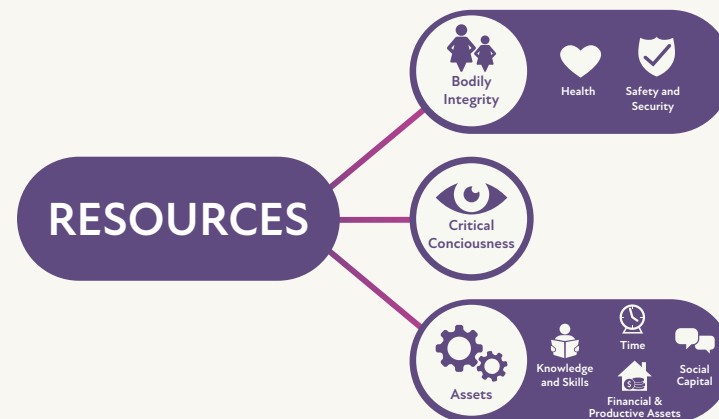 RESOURCES
Bodily
Integrity
Health
Safety and
Security
Critical
Conciousness
Assets
Knowledge
and Skills
Time
$
Financial &
Productive Assets
Social
Capital